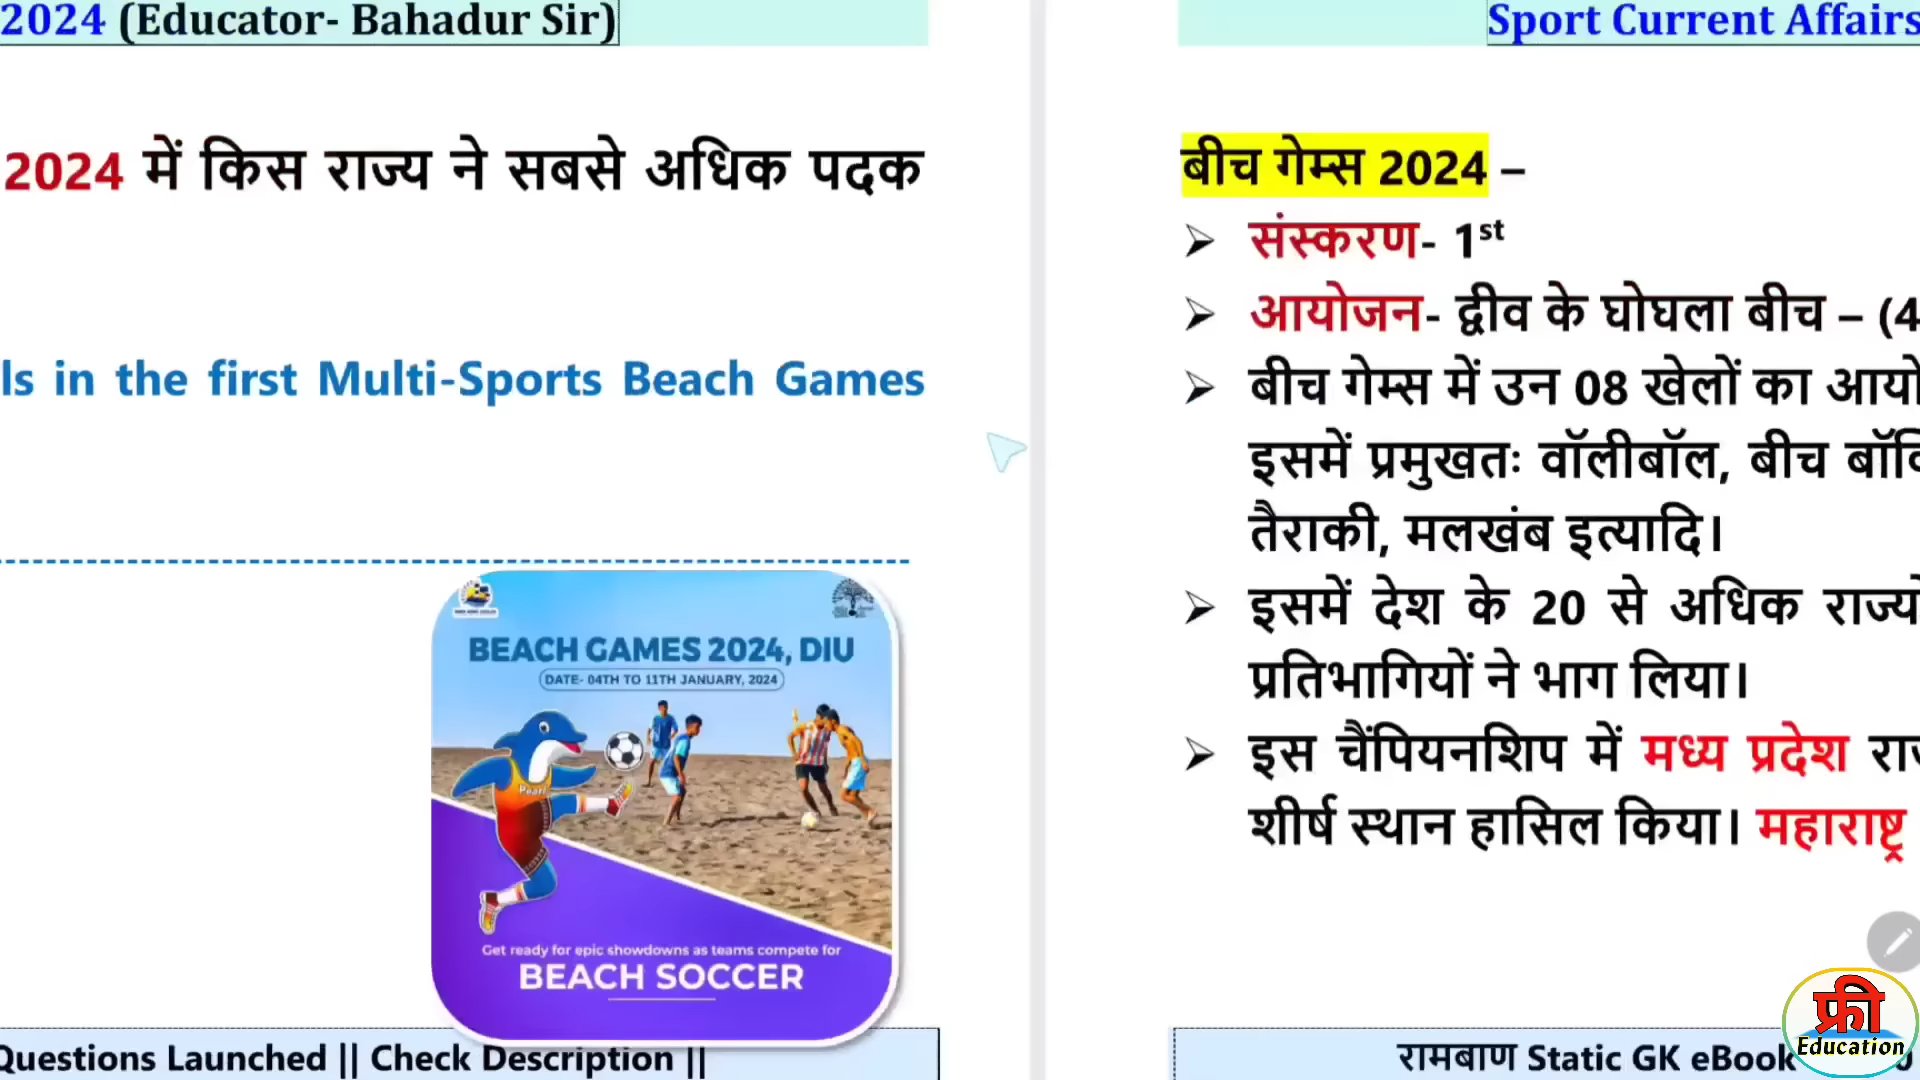 2024 (Educator- Bahadur Sir)
2024 में किस राज्य ने सबसे अधिक पदक
ls in the first Multi-Sports Beach Games
BEACH GAMES 2024, DIU
DATE- 04TH TO 11TH JANUARY, 2024
Pearl
Get ready for epic showdowns as teams compete for
BEACH SOCCER
Questions Launched || Check Description ||
Sport Current Affairs
बीच गेम्स 2024 –
➢ संस्करण- 1st
➢ आयोजन- द्वीव के घोघला बीच – (4
➢ बीच गेम्स में उन 08 खेलों का
इसमें प्रमुखतः वॉलीबॉल, बीच
तैराकी, मलखंब इत्यादि।
➢ इसमें देश के 20 से अधिक
प्रतिभागियों ने भाग लिया।
➢ इस चैंपियनशिप में मध्य प्रदेश
शीर्ष स्थान हासिल किया। महाराष्ट्र
रामबाण Static GK eBook
फ्री
Education